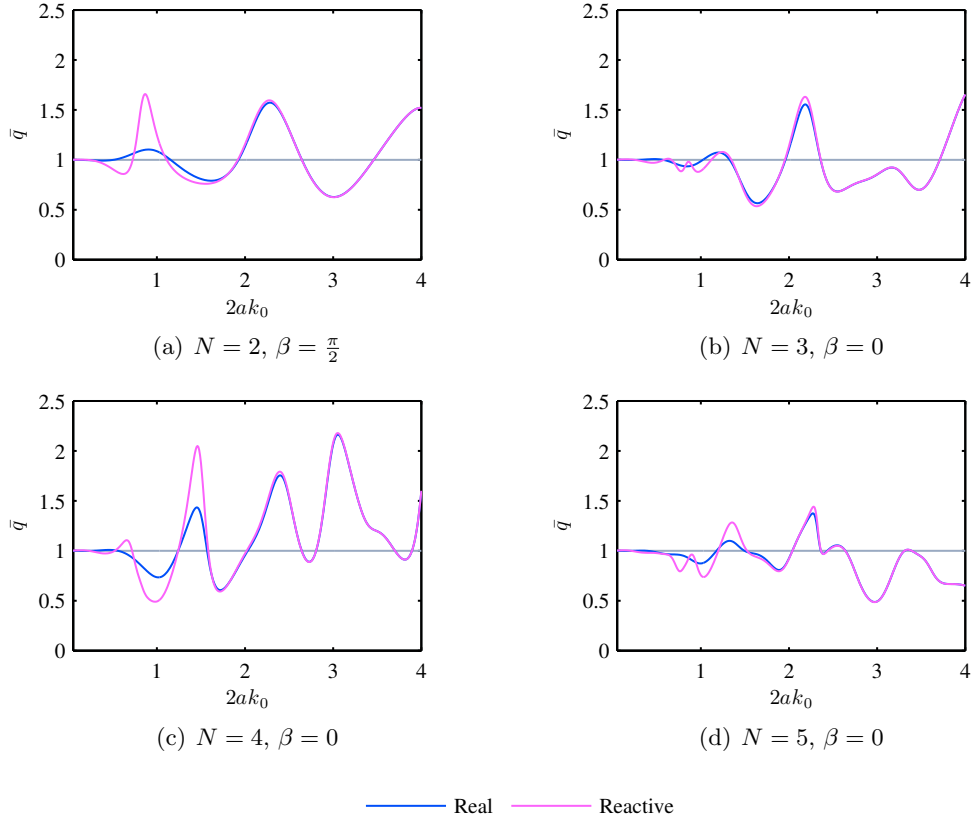 2.5
2
1.5
1
0.5
0
q̄
1 2 3 4
2ak₀
(a) N = 2, β = π/2
2.5
2
1.5
1
0.5
0
q̄
1 2 3 4
2ak₀
(b) N = 3, β = 0
2.5
2
1.5
1
0.5
0
q̄
1 2 3 4
2ak₀
(c) N = 4, β = 0
2.5
2
1.5
1
0.5
0
q̄
1 2 3 4
2ak₀
(d) N = 5, β = 0
Real Reactive